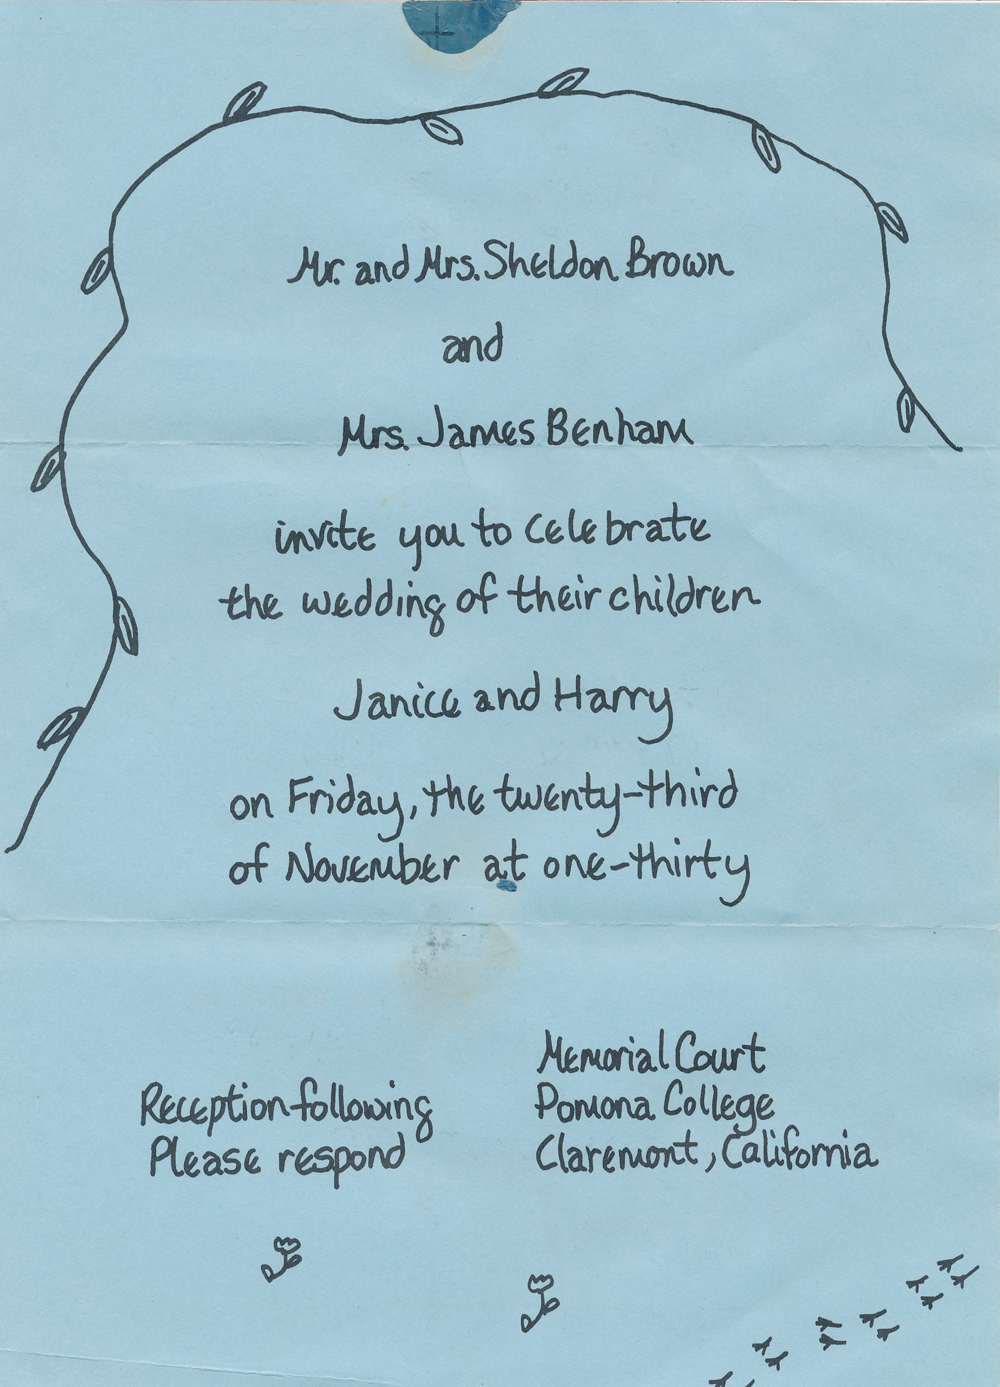 Mr. and Mrs. Sheldon Brown
and
Mrs. James Benham
invite you to celebrate
the wedding of their children
Janice and Harry
on Friday, the twenty-third
of November at one-thirty
Memorial Court
Pomona College
Claremont, California
Reception following
Please respond